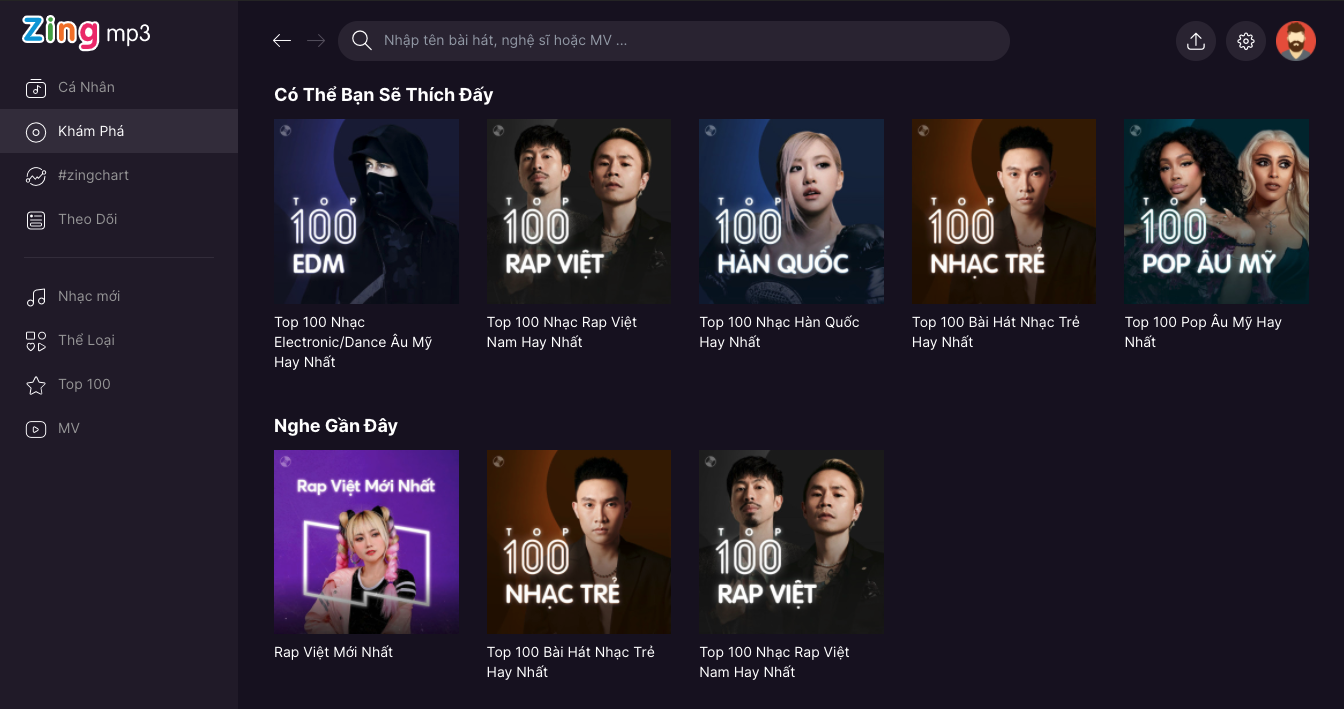 Zing mp3
Nhập tên bài hát, nghệ sĩ hoặc MV ...
Cá Nhân
Khám Phá
#zingchart
Theo Dõi
Nhạc mới
Thể Loại
Top 100
MV
Có Thể Bạn Sẽ Thích Đấy
TOP
100
EDM
Top 100 Nhạc
Electronic/Dance Âu Mỹ
Hay Nhất
TOP
100
RAP VIỆT
Top 100 Nhạc Rap Việt
Nam Hay Nhất
TOP
100
HÀN QUỐC
Top 100 Nhạc Hàn Quốc
Hay Nhất
TOP
100
NHẠC TRẺ
Top 100 Bài Hát Nhạc Trẻ
Hay Nhất
TOP
100
POP ÂU MỸ
Top 100 Pop Âu Mỹ Hay
Nhất
Nghe Gần Đây
Rap Việt Mới Nhất
Rap Việt Mới Nhất
TOP
100
NHẠC TRẺ
Top 100 Bài Hát Nhạc Trẻ
Hay Nhất
TOP
100
RAP VIỆT
Top 100 Nhạc Rap Việt
Nam Hay Nhất